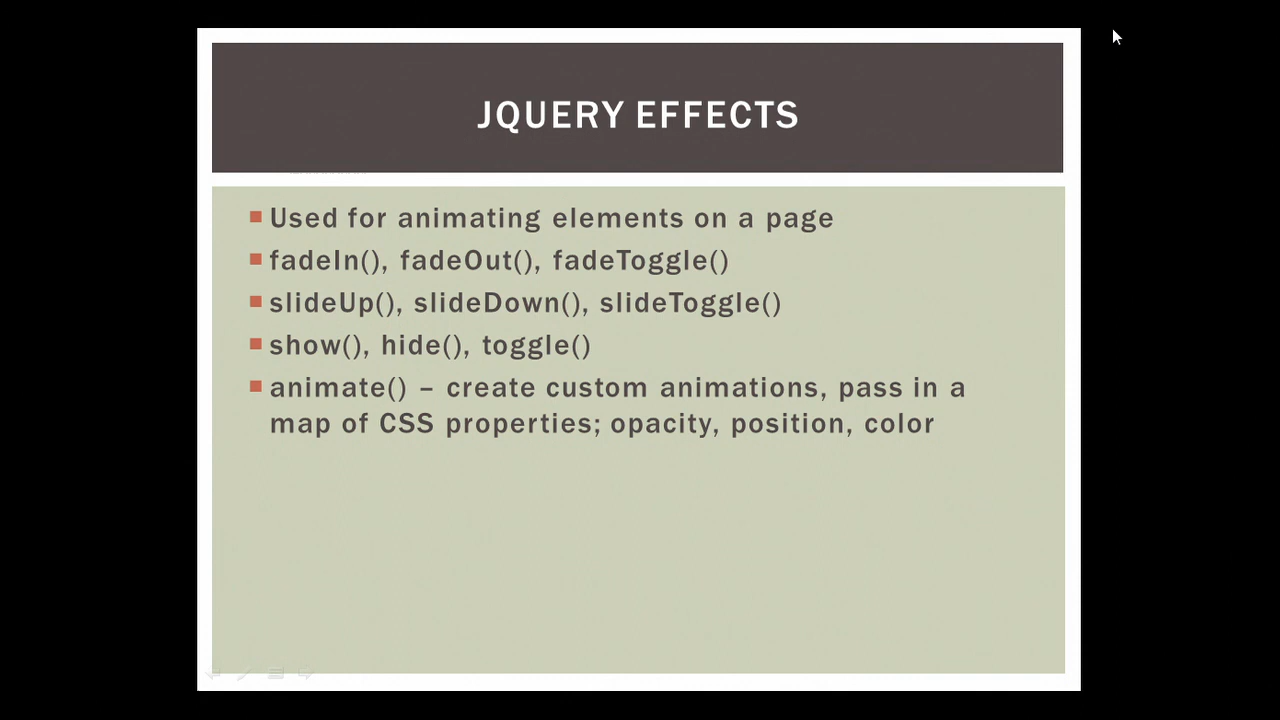 JQUERY EFFECTS
Used for animating elements on a page
fadeIn(), fadeOut(), fadeToggle()
slideUp(), slideDown(), slideToggle()
show(), hide(), toggle()
animate() – create custom animations, pass in a
map of CSS properties; opacity, position, color